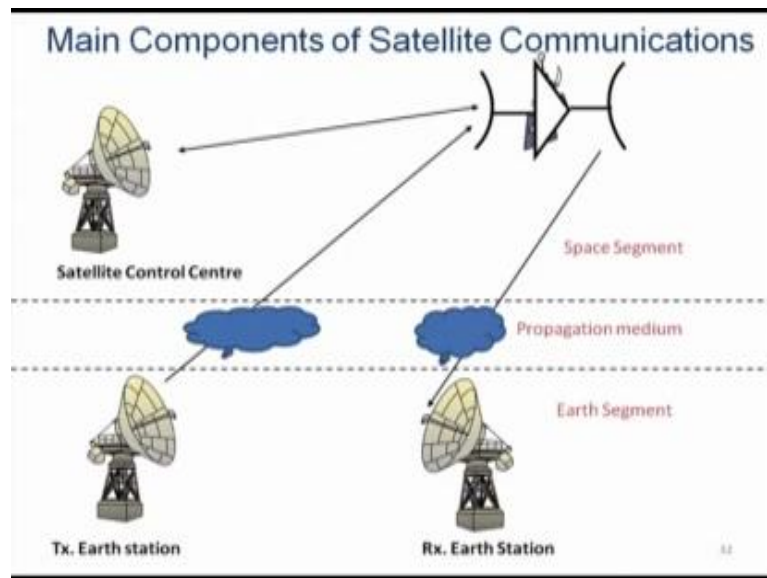 Main Components of Satellite Communications
Satellite Control Centre
Space Segment
Propagation medium
Earth Segment
Tx. Earth station
Rx. Earth Station